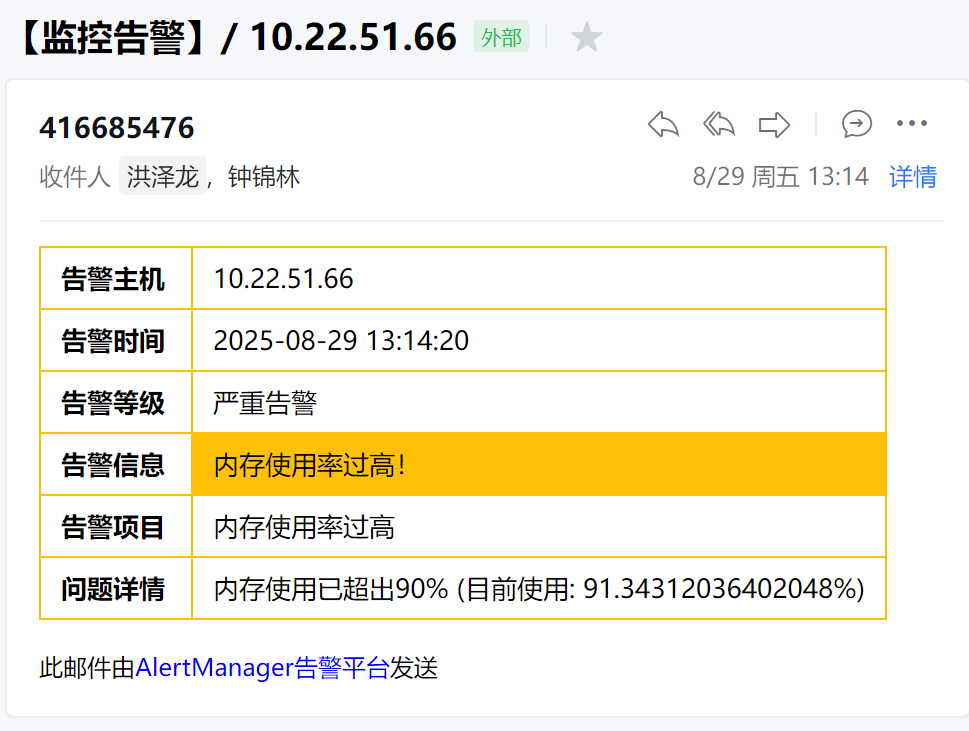 【监控告警】/ 10.22.51.66 外部
416685476
收件人 洪泽龙, 钟锦林 8/29 周五 13:14 详情
告警主机 10.22.51.66
告警时间 2025-08-29 13:14:20
告警等级 严重告警
告警信息 内存使用率过高!
告警项目 内存使用率过高
问题详情 内存使用已超出90% (目前使用: 91.34312036402048%)
此邮件由AlertManager告警平台发送